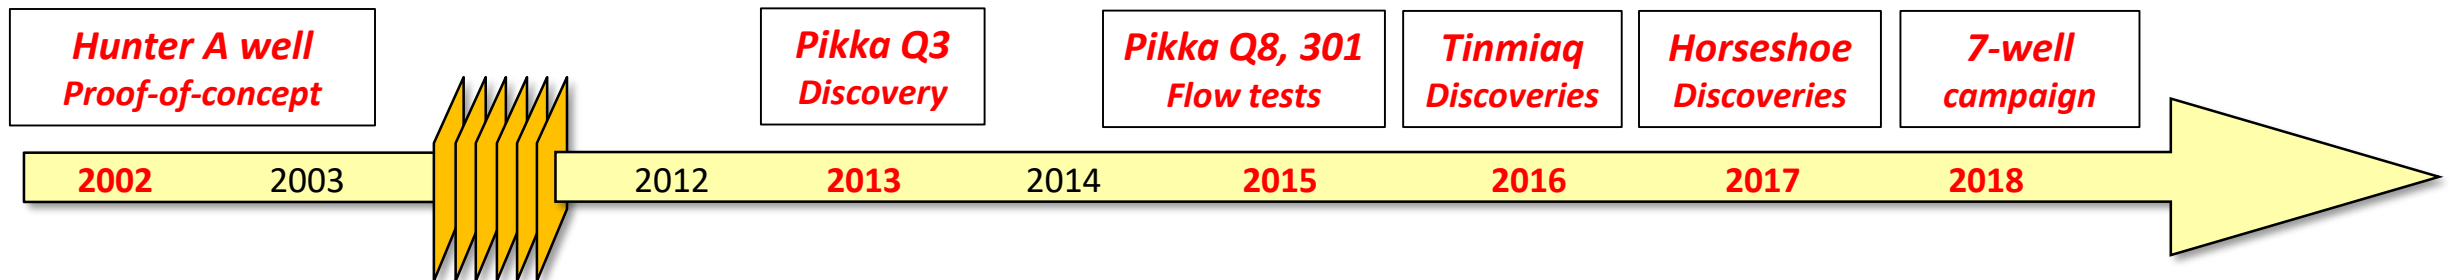 Hunter A well
Proof-of-concept
Pikka Q3
Discovery
Pikka Q8, 301
Flow tests
Tinmiaq
Discoveries
Horseshoe
Discoveries
7-well
campaign
2002 2003 2012 2013 2014 2015 2016 2017 2018